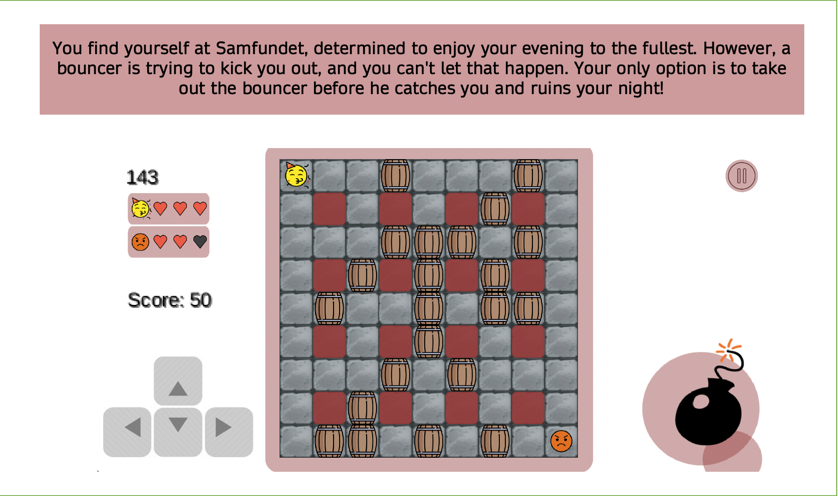 You find yourself at Samfundet, determined to enjoy your evening to the fullest. However, a
bouncer is trying to kick you out, and you can't let that happen. Your only option is to take
out the bouncer before he catches you and ruins your night!
143
Score: 50